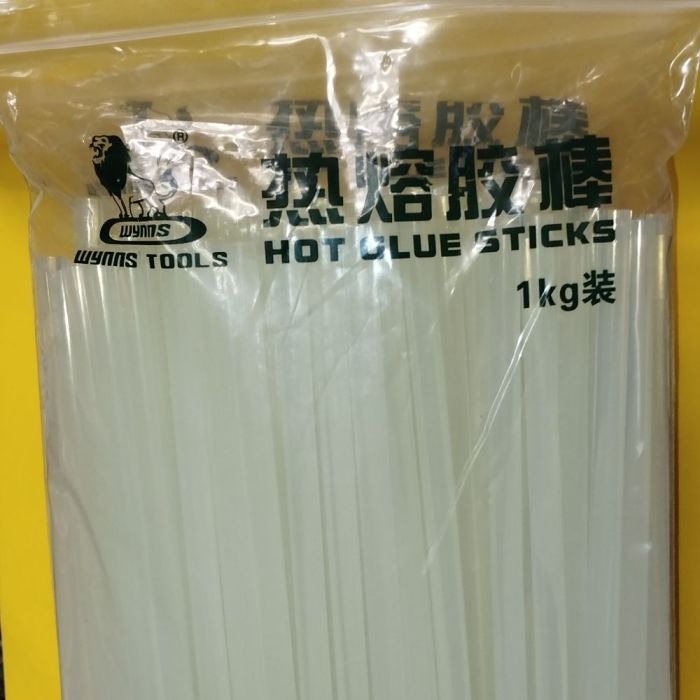 ®
热熔胶棒
WYNNS
HOT GLUE STICKS
WYNNS TOOLS
1kg装